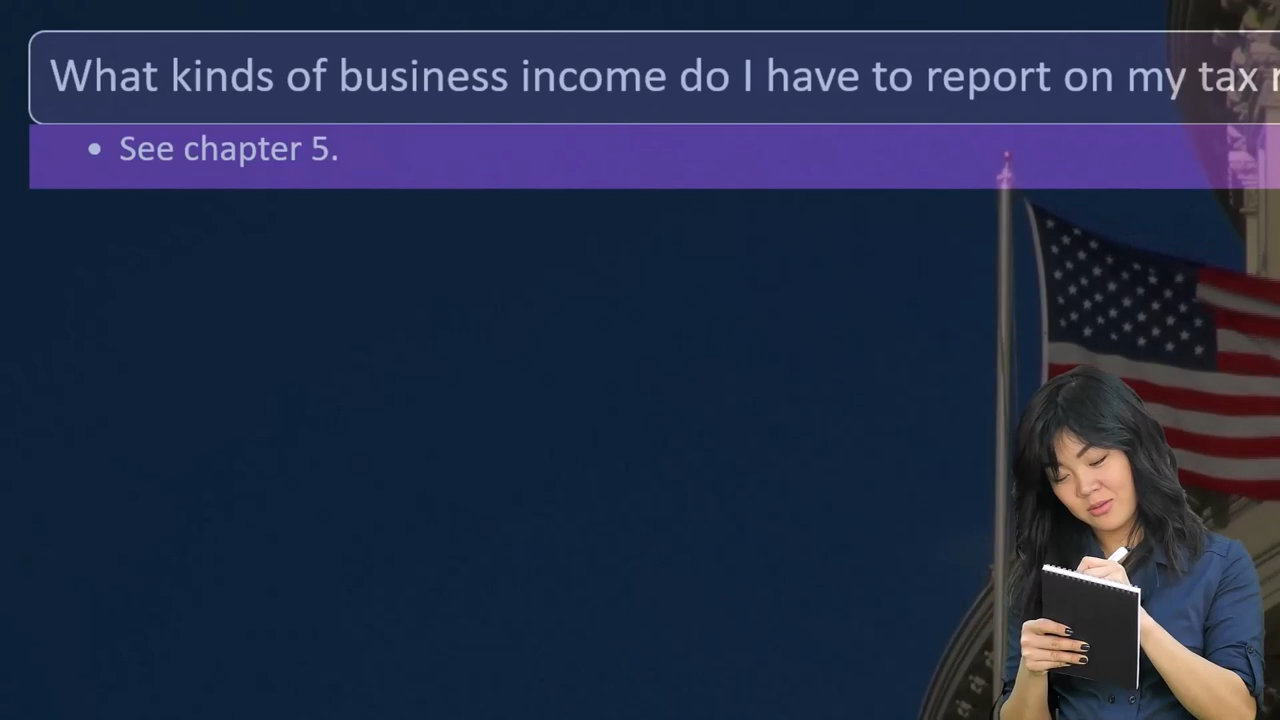 What kinds of business income do I have to report on my tax
• See chapter 5.